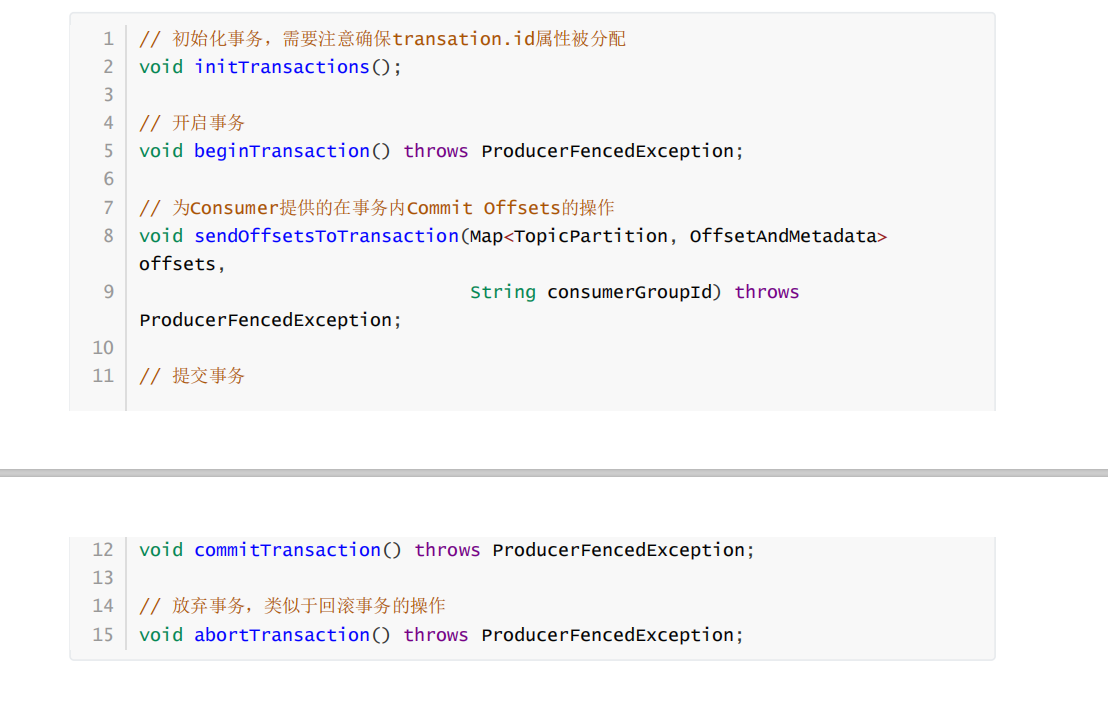 1 // 初始化事务，需要注意确保transation.id属性被分配
2 void initTransactions();
3
4 // 开启事务
5 void beginTransaction() throws ProducerFencedException;
6
7 // 为Consumer提供的在事务内Commit Offsets的操作
8 void sendOffsetsToTransaction(Map<TopicPartition, OffsetAndMetadata>
offsets,
9 String consumerGroupId) throws
ProducerFencedException;
10
11 // 提交事务
12 void commitTransaction() throws ProducerFencedException;
13
14 // 放弃事务，类似于回滚事务的操作
15 void abortTransaction() throws ProducerFencedException;